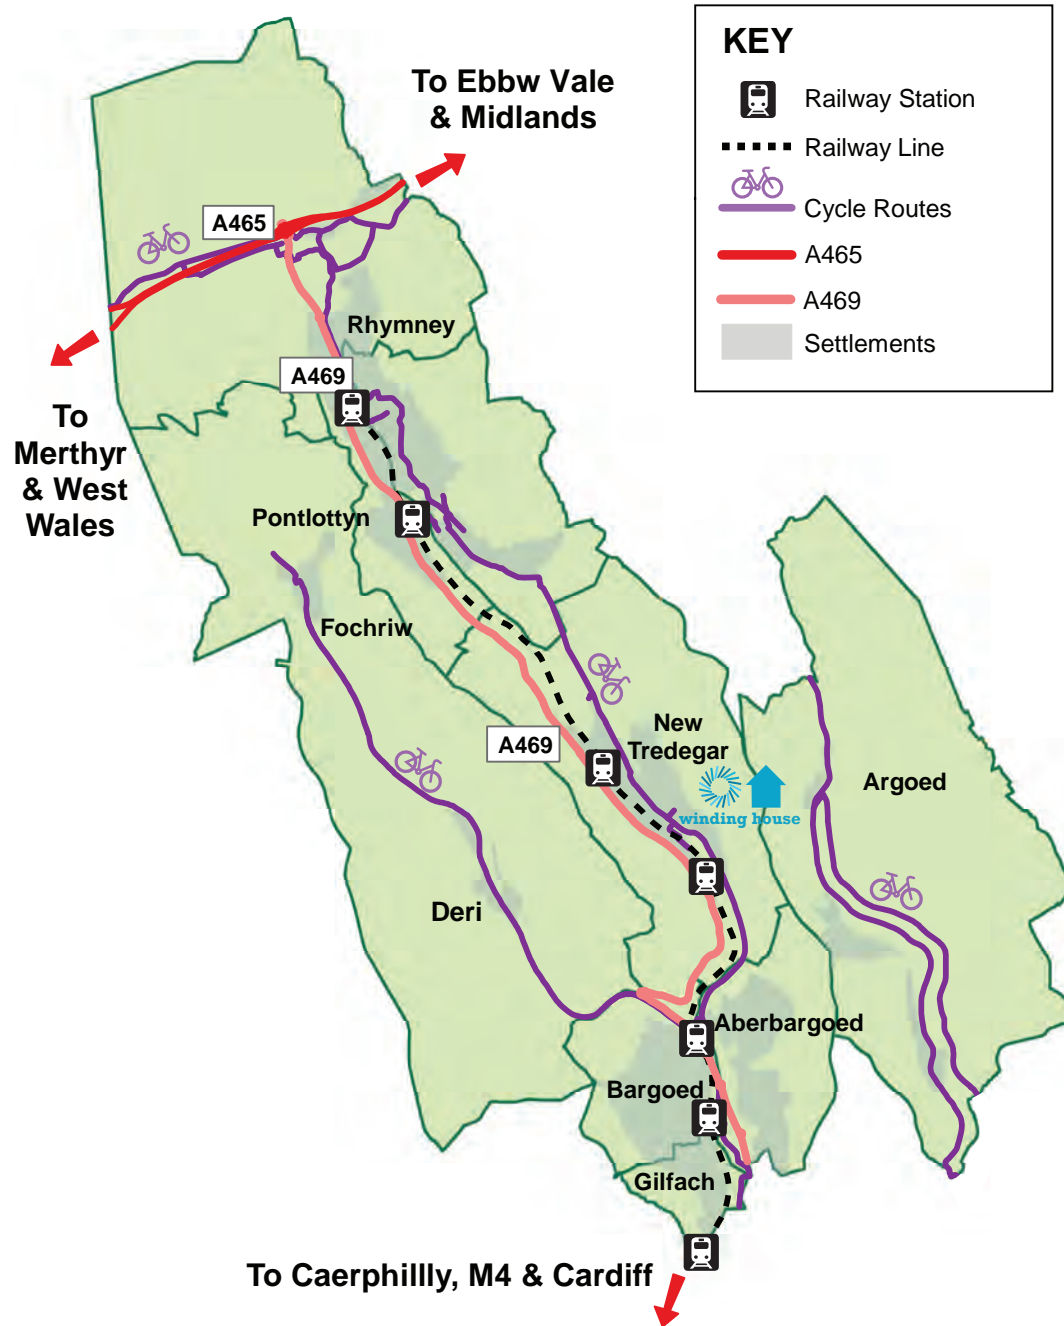 KEY
Railway Station
Railway Line
Cycle Routes
A465
A469
Settlements
To Ebbw Vale
& Midlands
A465
Rhymney
A469
To
Merthyr
& West
Wales
Pontlottyn
Fochriw
New
Tredegar
A469
winding house
Argoed
Deri
Aberbargoed
Bargoed
Gilfach
To Caerphillly, M4 & Cardiff